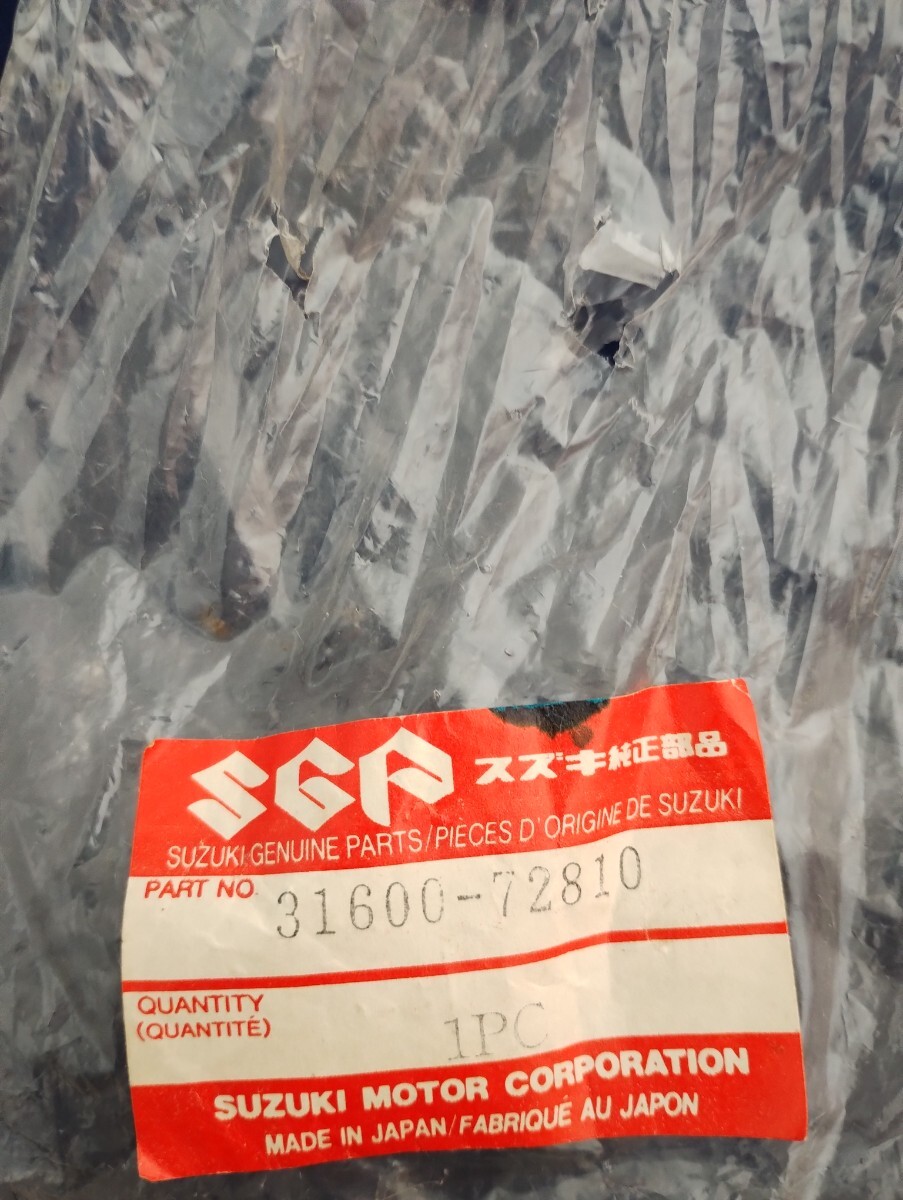 SGP スズキ純正部品
SUZUKI GENUINE PARTS/PIÈCES D'ORIGINE DE SUZUKI
PART NO. 31600-72810
QUANTITY
(QUANTITÉ)
1PC
SUZUKI MOTOR CORPORATION
MADE IN JAPAN/FABRIQUÉ AU JAPON